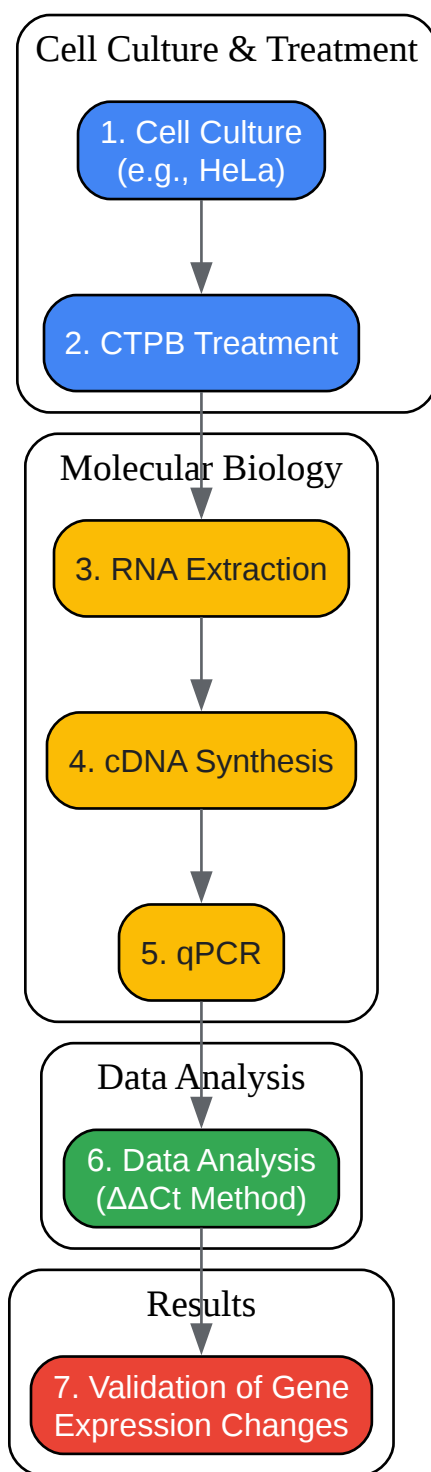 Cell Culture & Treatment
1. Cell Culture
(e.g., HeLa)
2. CTPB Treatment
Molecular Biology
3. RNA Extraction
4. cDNA Synthesis
5. qPCR
Data Analysis
6. Data Analysis
(ΔΔCt Method)
Results
7. Validation of Gene
Expression Changes